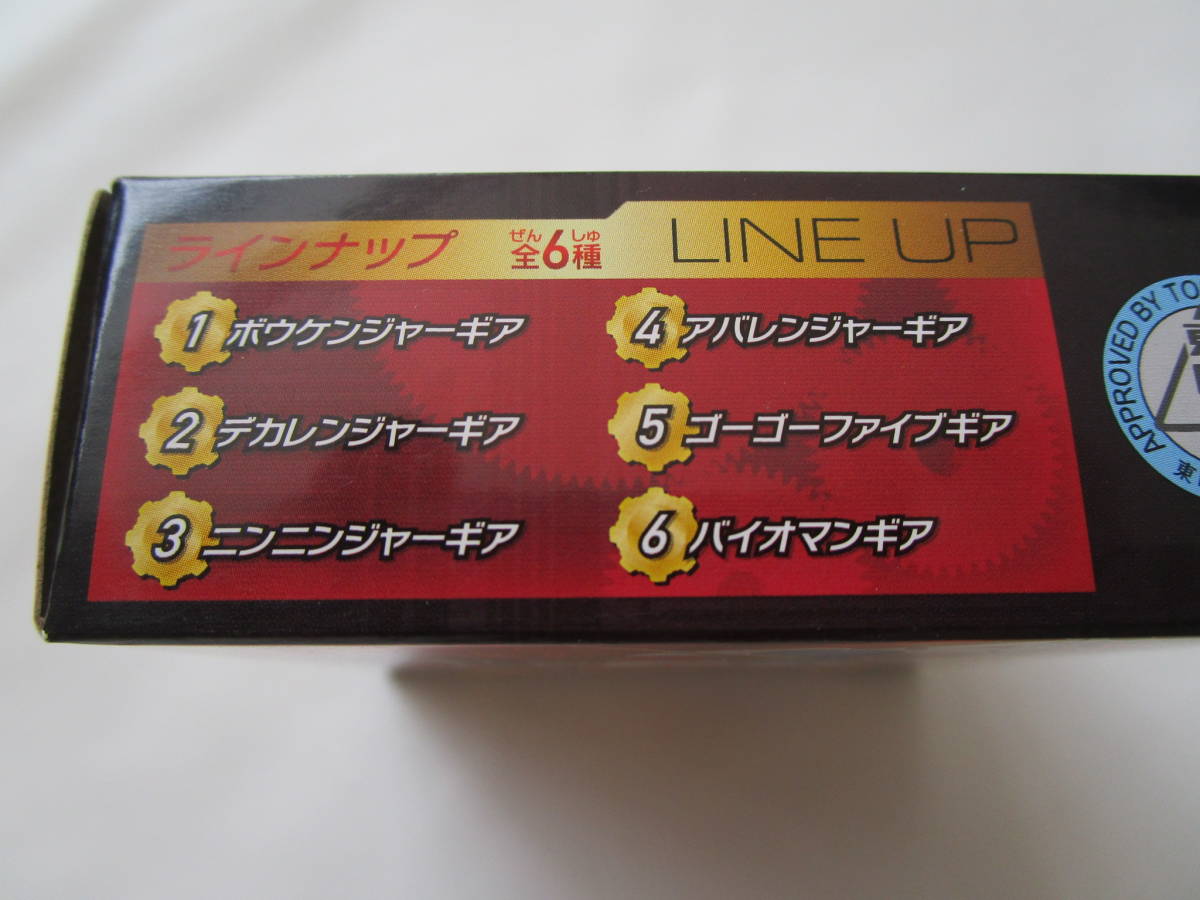 ラインナップ 全6種 LINE UP
ぜん しゅ
1 ボウケンジャーギア
2 デカレンジャーギア
3 ニンニンジャーギア
4 アバレンジャーギア
5 ゴーゴーファイブギア
6 バイオマンギア
APPROVED BY TO
東